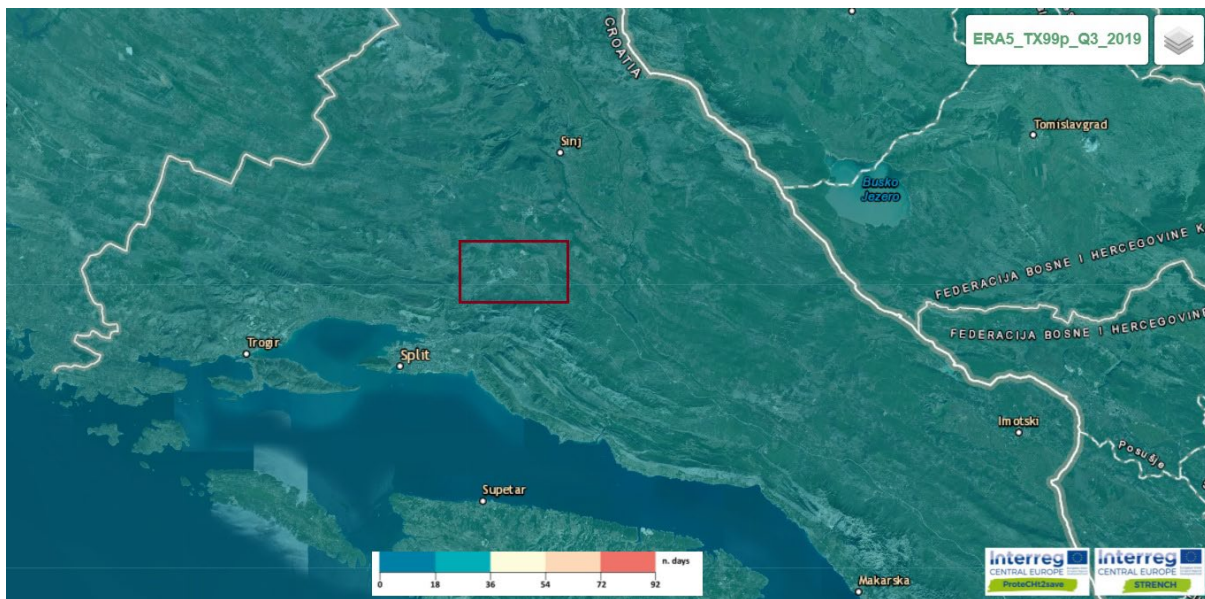 ERA5_TX99p_Q3_2019
CROATIA
Tomislavgrad
Sinj
Buško
Jezero
FEDERACIJA BOSNE I HERCEGOVINE K
FEDERACIJA BOSNE I HERCEGOVINE
Trogir
Split
Imotski
Posušje
Supetar
n. days
0 18 36 54 72 92
Makarska
Interreg
CENTRAL EUROPE
ProteCHt2save
Interreg
CENTRAL EUROPE
STRENCH